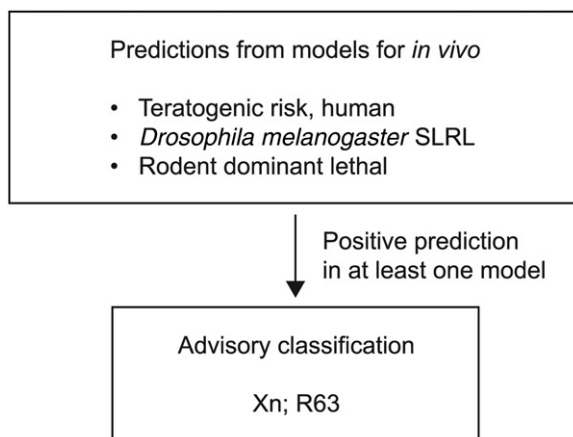 Predictions from models for in vivo
• Teratogenic risk, human
• Drosophila melanogaster SLRL
• Rodent dominant lethal
Positive prediction
in at least one model
Advisory classification
Xn; R63